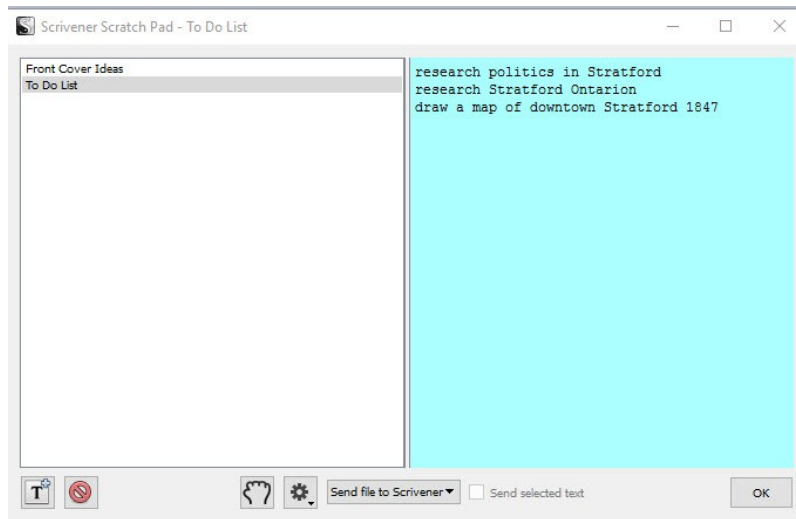 Scrivener Scratch Pad - To Do List
Front Cover Ideas
To Do List
research politics in Stratford
research Stratford Ontarion
draw a map of downtown Stratford 1847
T
Send file to Scrivener
Send selected text
OK